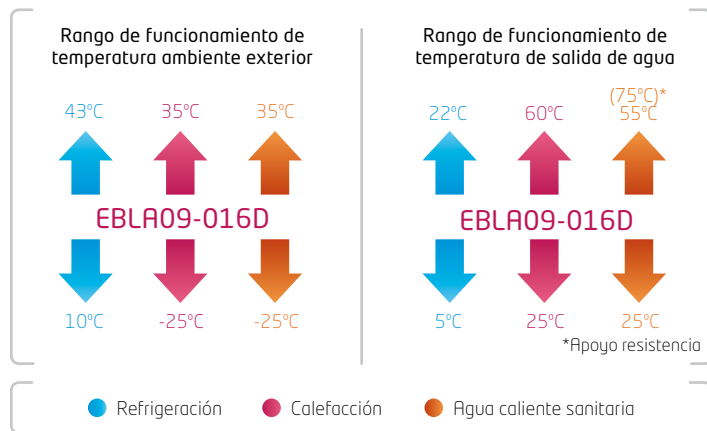 Rango de funcionamiento de
temperatura ambiente exterior
43ºC 35ºC 35ºC
EBLA09-016D
10ºC -25ºC -25ºC
Rango de funcionamiento de
temperatura de salida de agua
(75ºC)*
22ºC 60ºC 55ºC
EBLA09-016D
5ºC 25ºC 25ºC
*Apoyo resistencia
Refrigeración Calefacción Agua caliente sanitaria